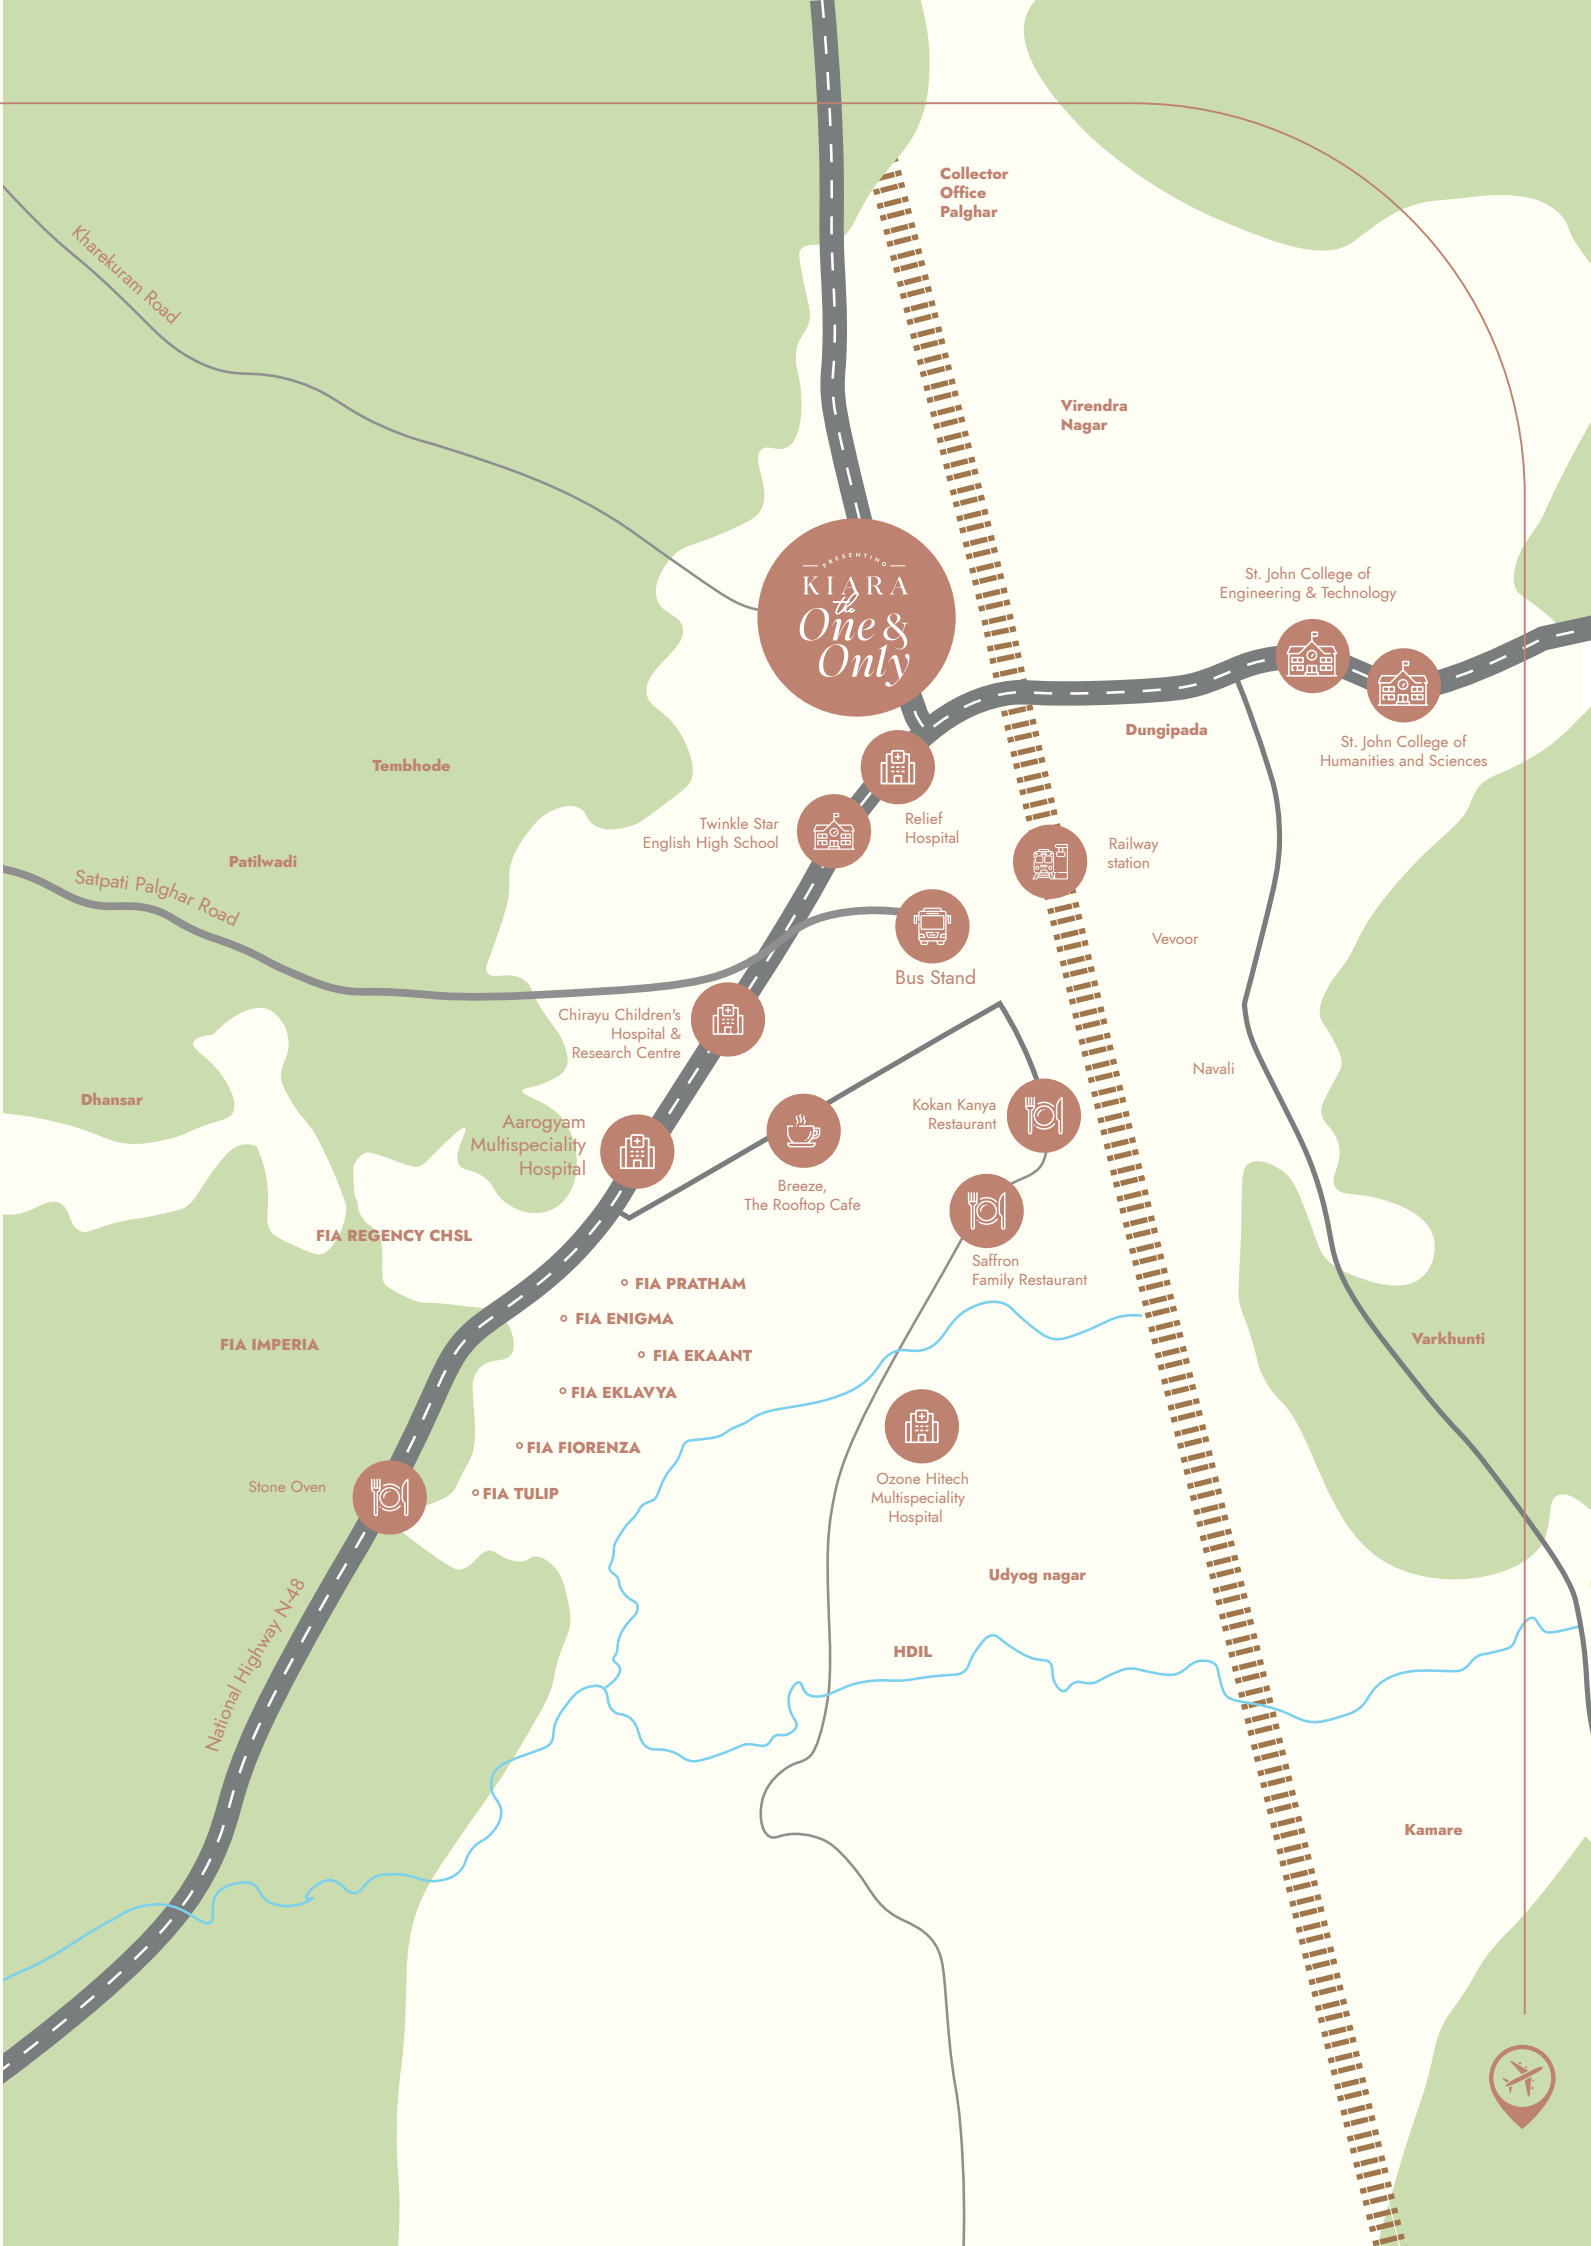 Collector
Office
Palghar
Kharekuram Road
Virendra
Nagar
PRESENTING
KIARA
the
One &
Only
St. John College of
Engineering & Technology
Dungipada
St. John College of
Humanities and Sciences
Tembhode
Twinkle Star
English High School
Relief
Hospital
Railway
station
Patilwadi
Satpati Palghar Road
Vevoor
Bus Stand
Chirayu Children's
Hospital &
Research Centre
Navali
Dhansar
Aarogyam
Multispeciality
Hospital
Kokan Kanya
Restaurant
Breeze,
The Rooftop Cafe
FIA REGENCY CHSL
Saffron
Family Restaurant
FIA PRATHAM
FIA ENIGMA
FIA IMPERIA
FIA EKAANT
Varkhunti
FIA EKLAVYA
FIA FIORENZA
Stone Oven
FIA TULIP
Ozone Hitech
Multispeciality
Hospital
Udyog nagar
National Highway N-48
HDIL
Kamare